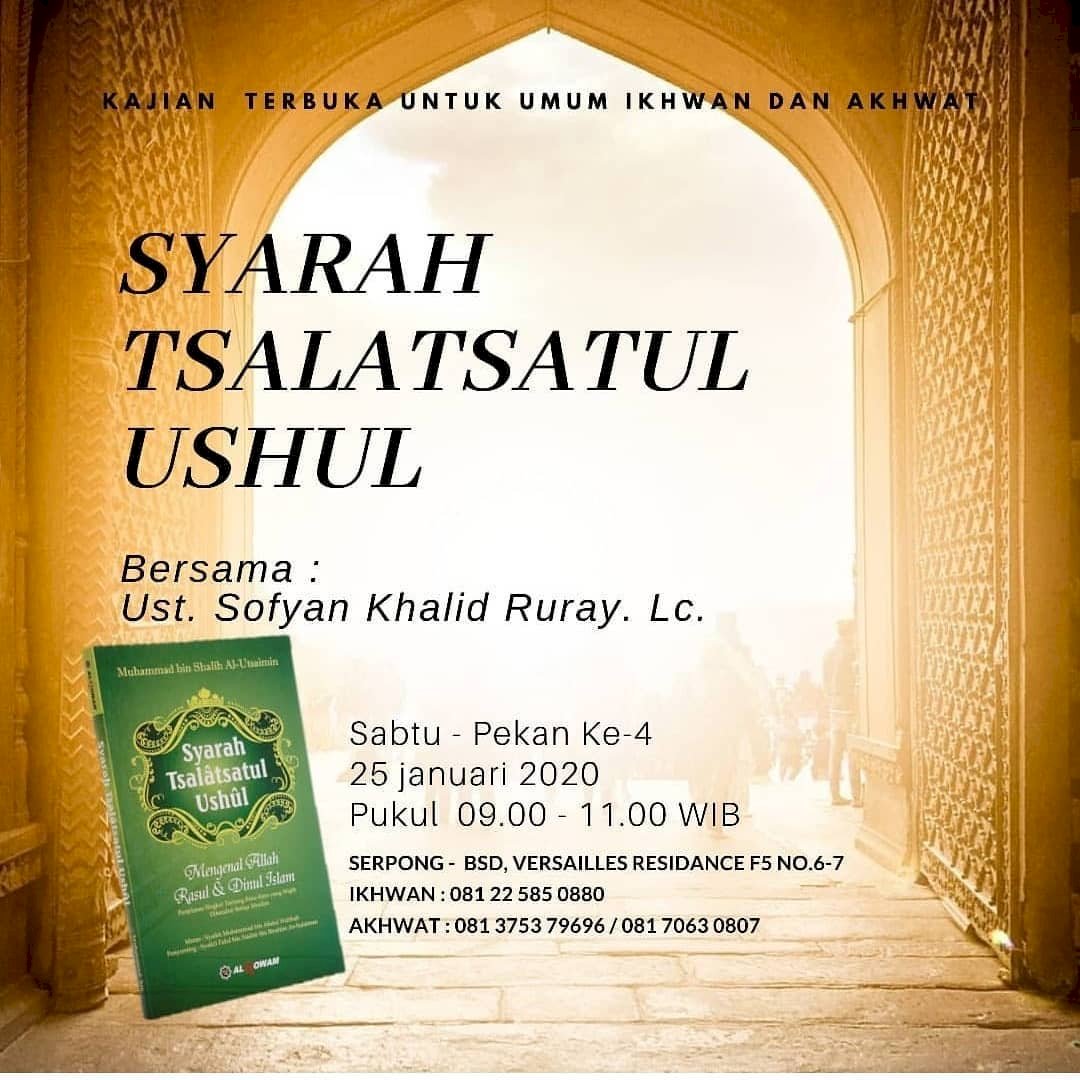 KAJIAN TERBUKA UNTUK UMUM IKHWAN DAN AKHWAT
SYARAH
TSALATSATUL
USHUL
Bersama :
Ust. Sofyan Khalid Ruray. Lc.
Muhammad bin Shalih Al-Utsaimin
Syarah
Tsalâtsatul
Ushûl
Mengenal Allah
Rasul & Dinul Islam
AL QOWAM
Sabtu - Pekan Ke-4
25 januari 2020
Pukul 09.00 - 11.00 WIB
SERPONG - BSD, VERSAILLES RESIDANCE F5 NO.6-7
IKHWAN : 081 22 585 0880
AKHWAT : 081 3753 79696 / 081 7063 0807